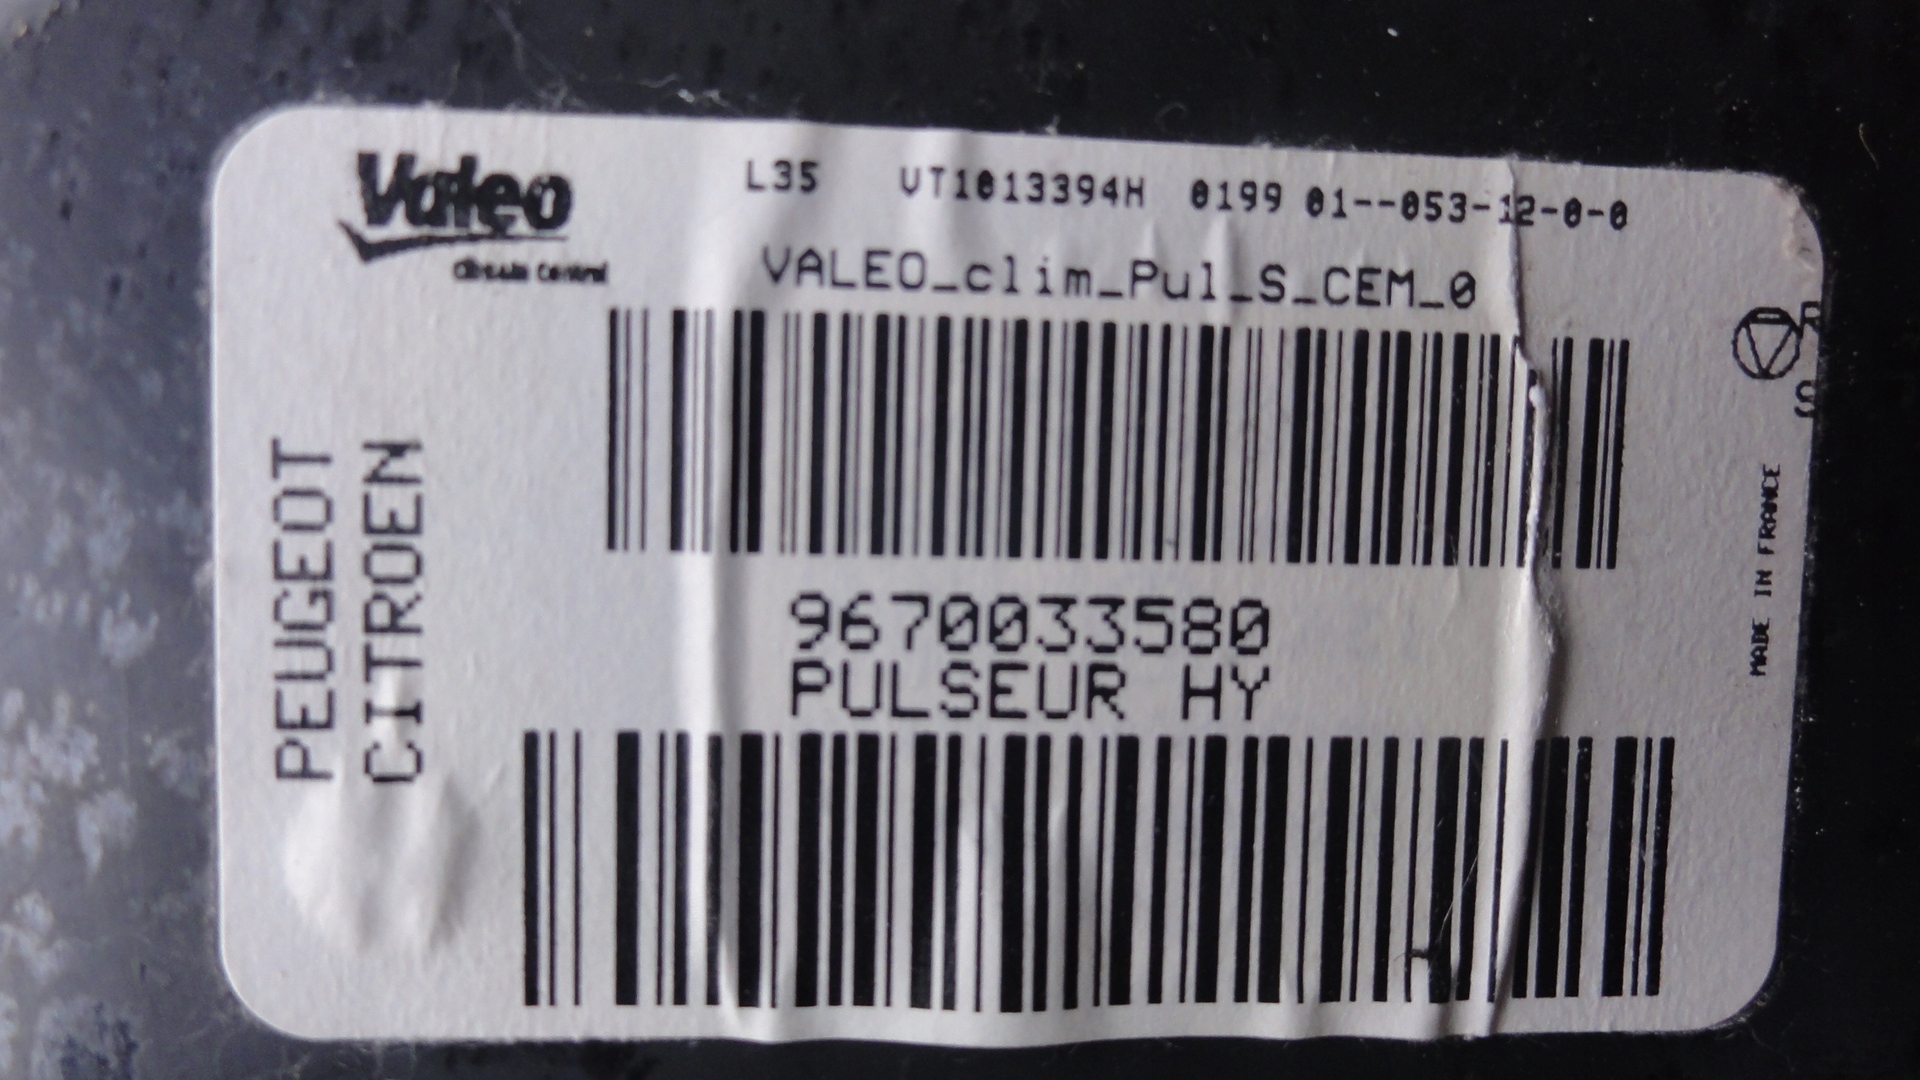 Valeo
Climate Control
L35 VT1013394H 0199 01--053-12-0-0
VALEO_clim_Pul_S_CEM_0
PEUGEOT
CITROEN
9670033580
PULSEUR HY
MADE IN FRANCE